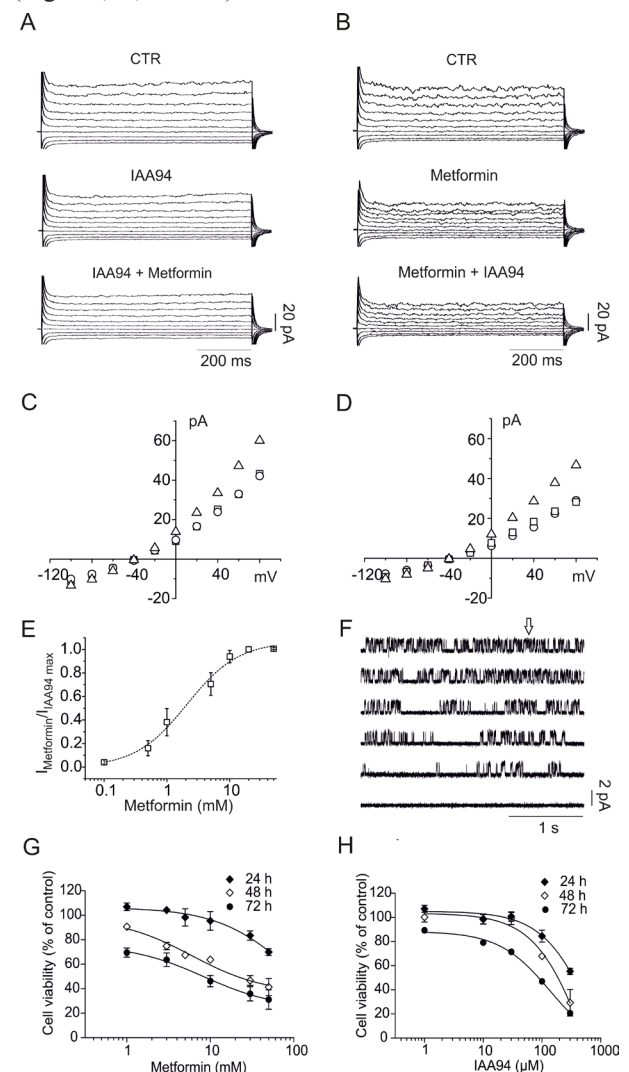 A
B
CTR
CTR
IAA94
Metformin
IAA94 + Metformin
Metformin + IAA94
20 pA
20 pA
200 ms
200 ms
C
D
pA
pA
60
60
40
40
20
20
-120
-40
40
mV
-120
-40
40
mV
-20
-20
E
F
I Metformin/I IAA94 max
1.0
0.8
0.6
0.4
0.2
0.0
0.1
1
10
Metformin (mM)
2 pA
1 s
G
H
24 h
48 h
72 h
24 h
48 h
72 h
Cell viability (% of control)
120
100
80
60
40
20
0
1
10
100
Metformin (mM)
Cell viability (% of control)
120
100
80
60
40
20
0
1
10
100
1000
IAA94 (µM)